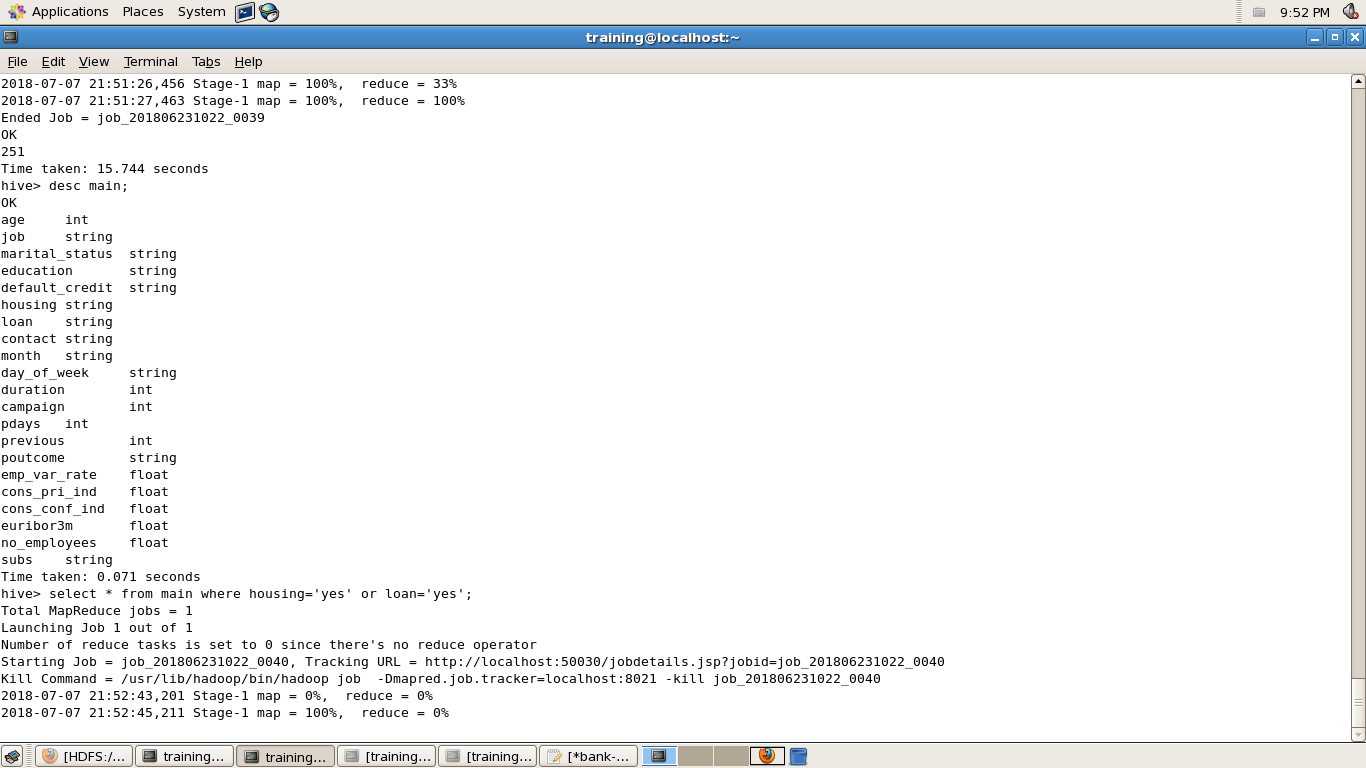 Applications Places System 9:52 PM
training@localhost:~
File Edit View Terminal Tabs Help
2018-07-07 21:51:26,456 Stage-1 map = 100%,  reduce = 33%
2018-07-07 21:51:27,463 Stage-1 map = 100%,  reduce = 100%
Ended Job = job_201806231022_0039
OK
251
Time taken: 15.744 seconds
hive> desc main;
OK
age     int
job     string
marital_status  string
education       string
default_credit  string
housing string
loan    string
contact string
month   string
day_of_week     string
duration        int
campaign        int
pdays   int
previous        int
poutcome        string
emp_var_rate    float
cons_pri_ind    float
cons_conf_ind   float
euribor3m       float
no_employees    float
subs    string
Time taken: 0.071 seconds
hive> select * from main where housing='yes' or loan='yes';
Total MapReduce jobs = 1
Launching Job 1 out of 1
Number of reduce tasks is set to 0 since there's no reduce operator
Starting Job = job_201806231022_0040, Tracking URL = http://localhost:50030/jobdetails.jsp?jobid=job_201806231022_0040
Kill Command = /usr/lib/hadoop/bin/hadoop job  -Dmapred.job.tracker=localhost:8021 -kill job_201806231022_0040
2018-07-07 21:52:43,201 Stage-1 map = 0%,  reduce = 0%
2018-07-07 21:52:45,211 Stage-1 map = 100%,  reduce = 0%
[HDFS:/... training... training... [training... [training... [*bank-...